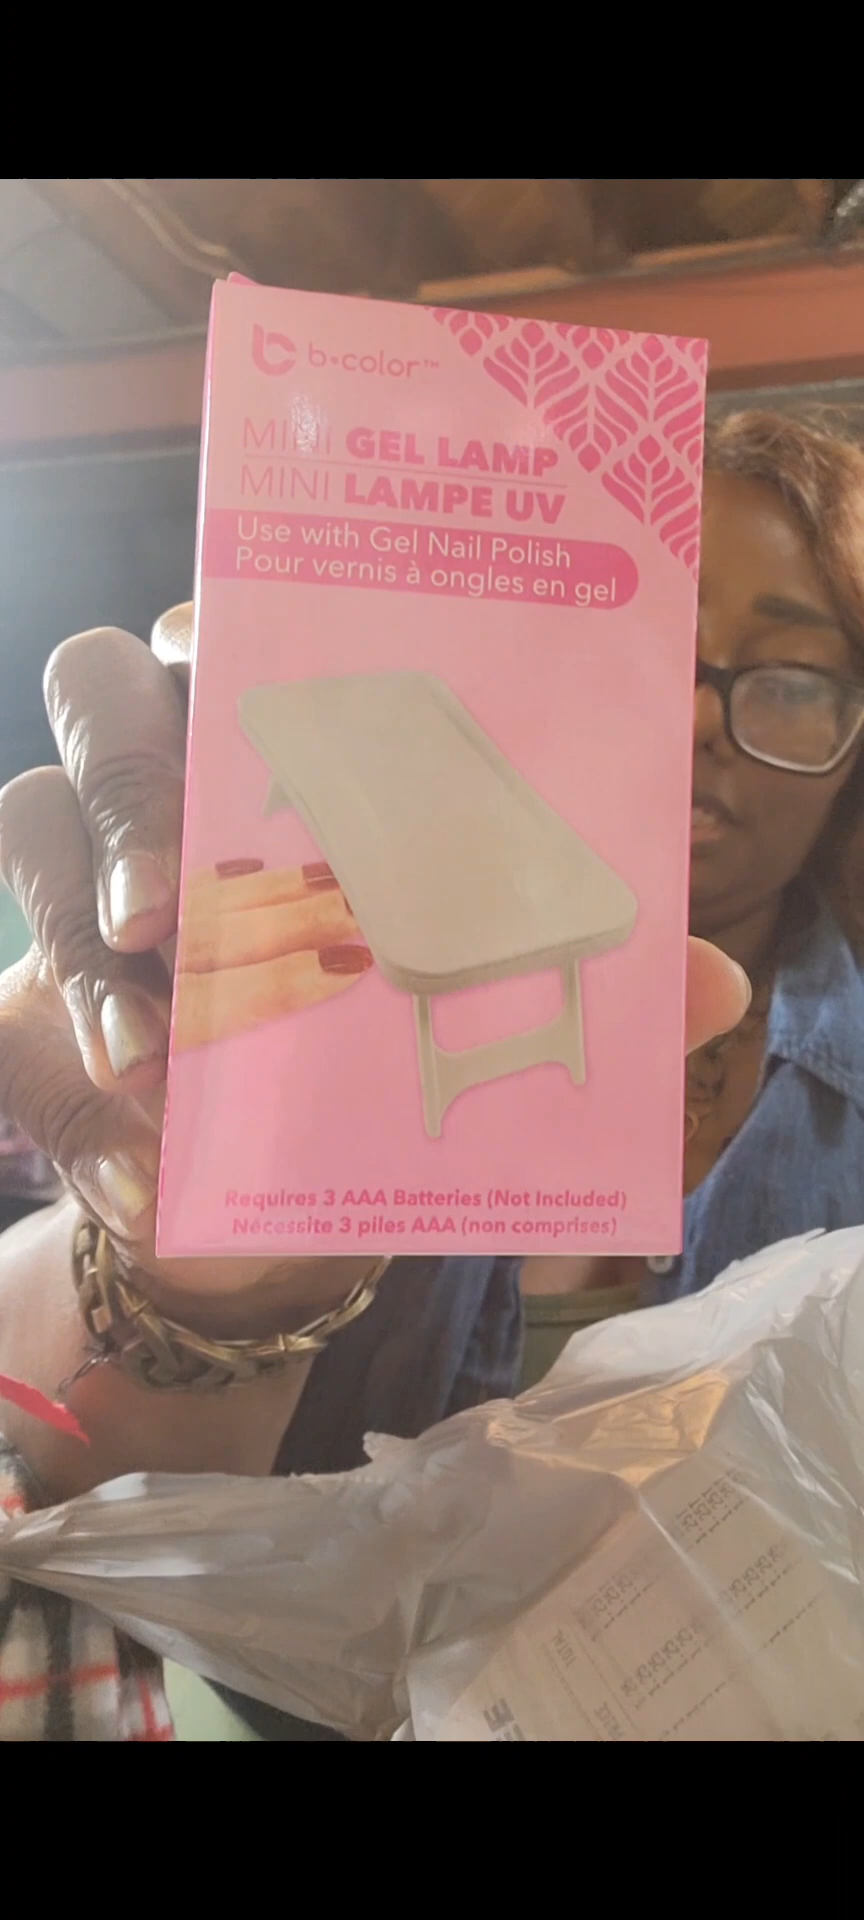 b•color™
MINI GEL LAMP
MINI LAMPE UV
Use with Gel Nail Polish
Pour vernis à ongles en gel
Requires 3 AAA Batteries (Not Included)
Nécessite 3 piles AAA (non comprises)
TOTAL